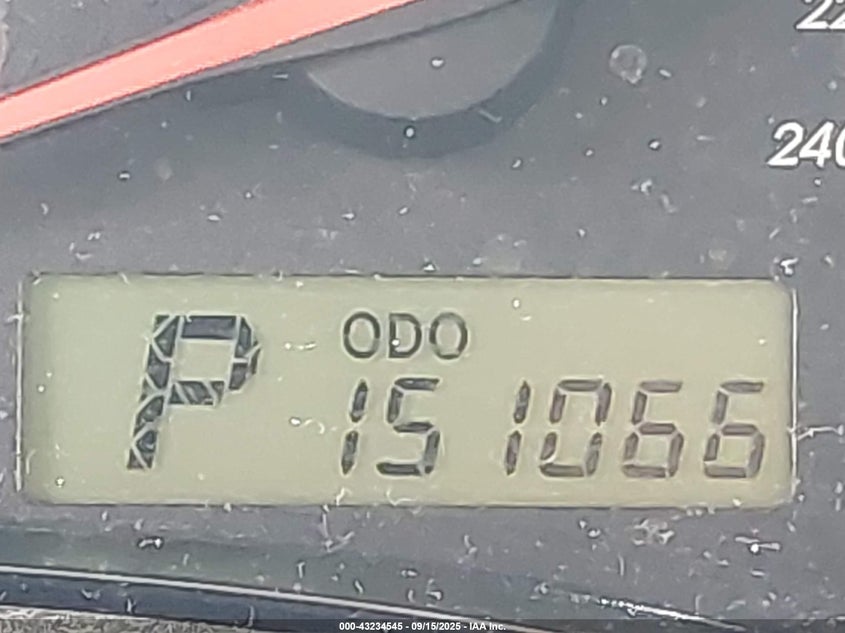 240
ODO
P 151066
000-43234545 - 09/15/2025 - IAA Inc.